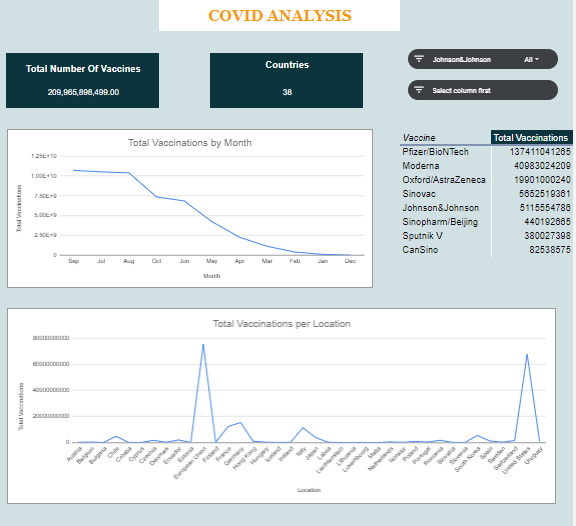 COVID ANALYSIS
Total Number Of Vaccines
209,965,898,499.00
Countries
38
Johnson&Johnson All
Select column first
Total Vaccinations by Month
Total Vaccinations
1.25E+10
1.00E+10
7.50E+9
5.00E+9
2.50E+9
0
Sep Jul Aug Oct Jun May Apr Mar Feb Jan Dec
Month
Vaccine Total Vaccinations
Pfizer/BioNTech 137411041265
Moderna 40983024209
Oxford/AstraZeneca 19901000240
Sinovac 5652519361
Johnson&Johnson 5115554786
Sinopharm/Beijing 440192665
Sputnik V 380027398
CanSino 82538575
Total Vaccinations per Location
Total Vaccinations
80000000000
60000000000
40000000000
20000000000
0
Austria Belgium Bulgaria Chile Croatia Cyprus Czechia Denmark Ecuador Estonia European Union Finland France Germany Hong Kong Hungary Iceland Ireland Italy Japan Latvia Liechtenstein Lithuania Luxembourg Malta Netherlands Norway Poland Portugal Romania Slovakia Slovenia South Korea Spain Sweden Switzerland United States Uruguay
Location